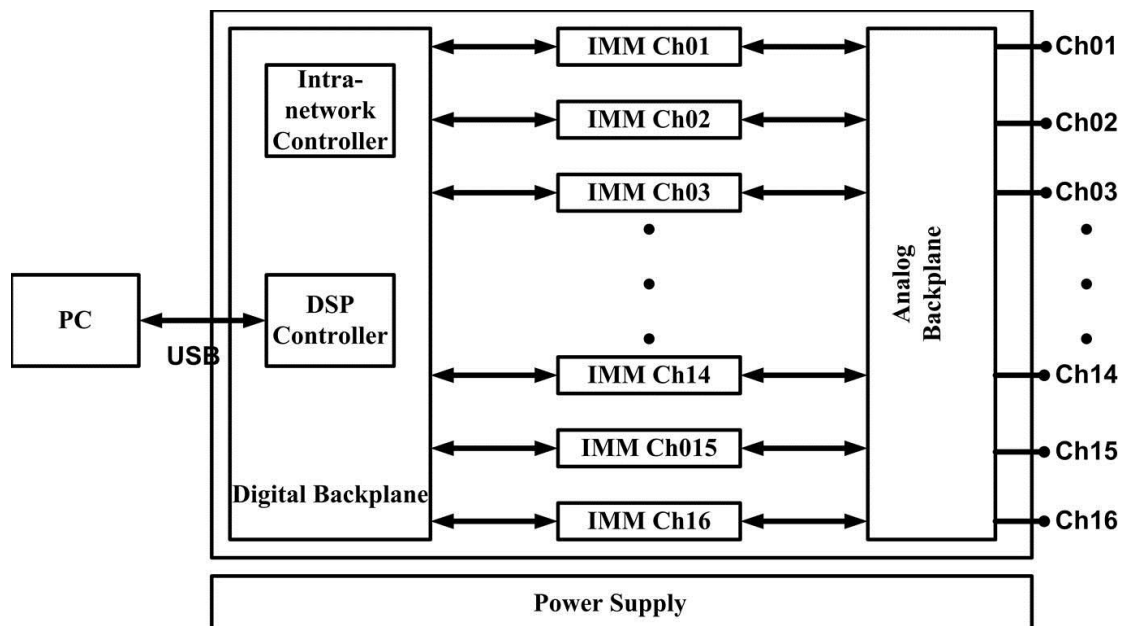 IMM Ch01
Ch01
Intra-
network
Controller
IMM Ch02
Ch02
IMM Ch03
Ch03
Analog
Backplane
PC
USB
DSP
Controller
IMM Ch14
Ch14
IMM Ch015
Ch15
Digital Backplane
IMM Ch16
Ch16
Power Supply